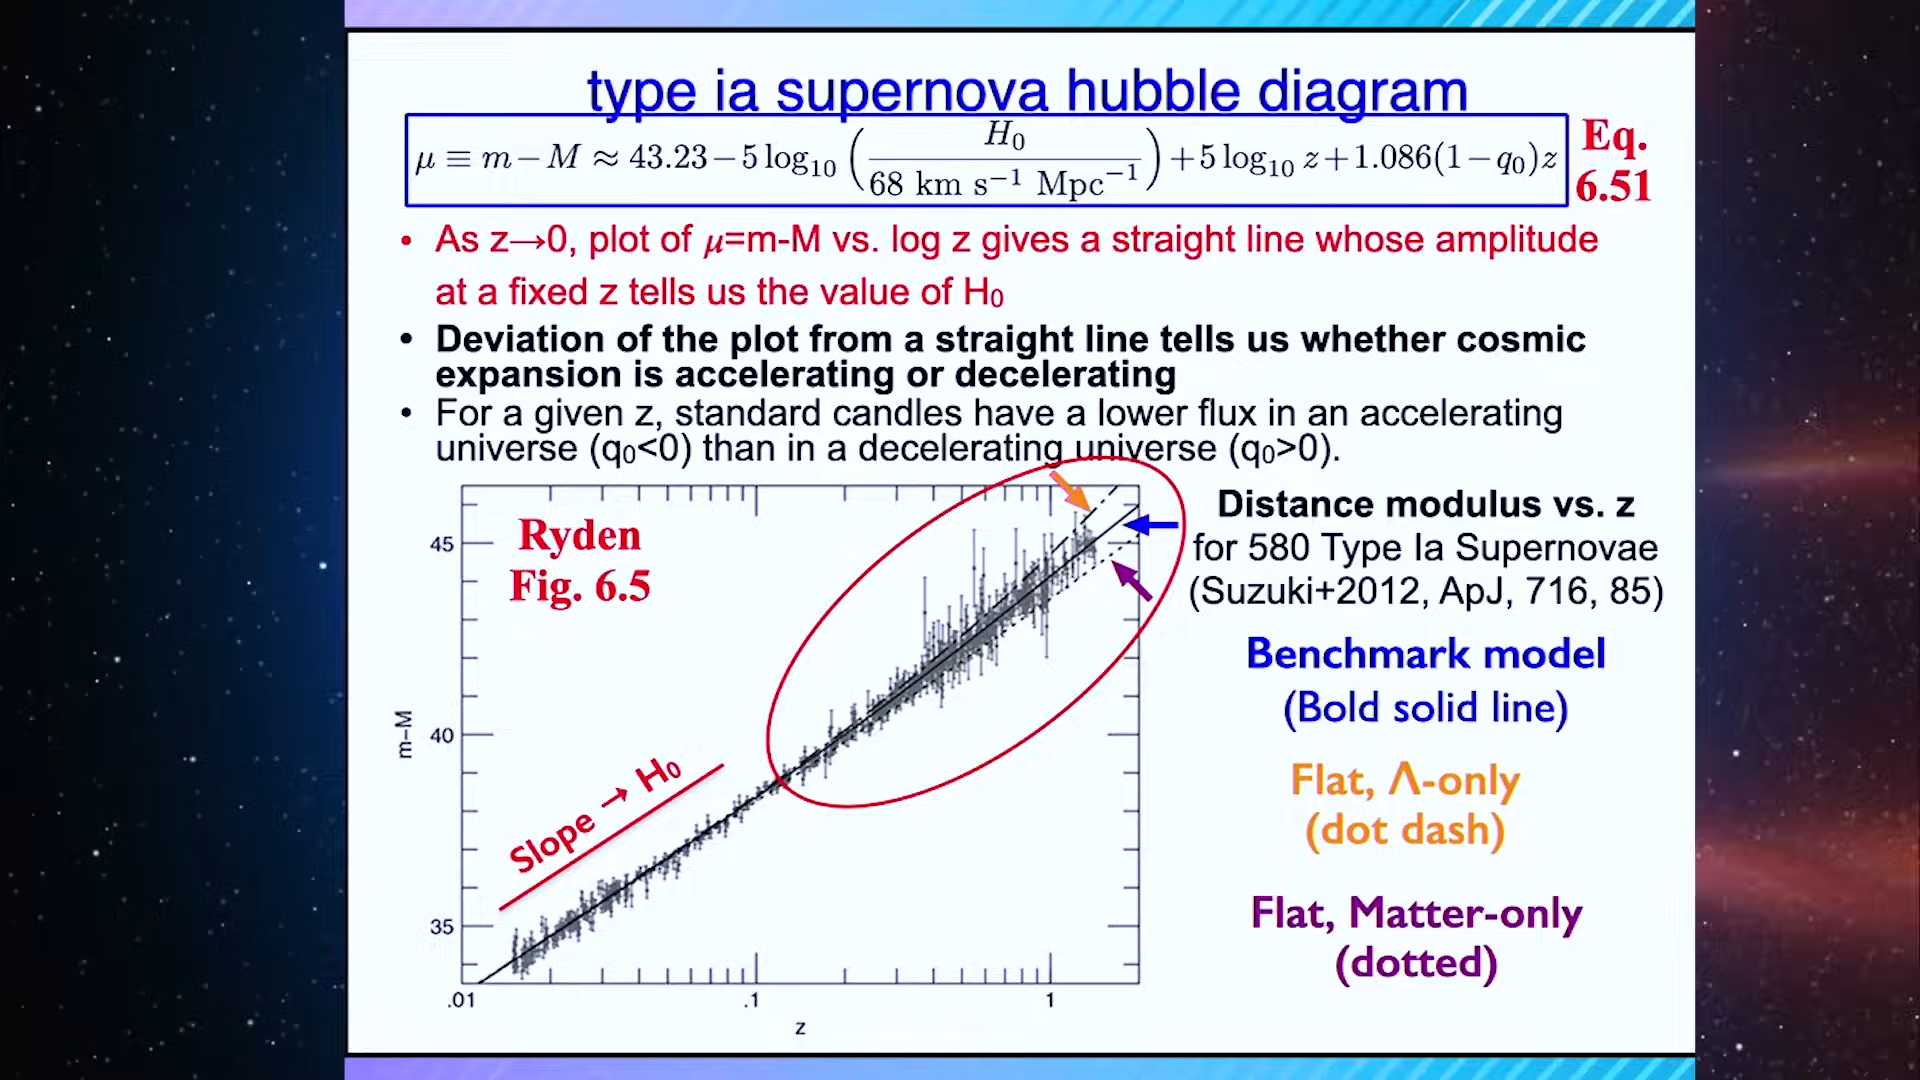 type ia supernova hubble diagram
μ ≡ m − M ≈ 43.23 − 5 log₁₀ (H₀ / 68 km s⁻¹ Mpc⁻¹) + 5 log₁₀ z + 1.086(1 − q₀)z
Eq.
6.51
• As z→0, plot of μ=m-M vs. log z gives a straight line whose amplitude
at a fixed z tells us the value of H₀
• Deviation of the plot from a straight line tells us whether cosmic
expansion is accelerating or decelerating
• For a given z, standard candles have a lower flux in an accelerating
universe (q₀<0) than in a decelerating universe (q₀>0).
Ryden
Fig. 6.5
Slope → H₀
45
40
35
m−M
.01
.1
1
z
Distance modulus vs. z
for 580 Type Ia Supernovae
(Suzuki+2012, ApJ, 716, 85)
Benchmark model
(Bold solid line)
Flat, Λ-only
(dot dash)
Flat, Matter-only
(dotted)